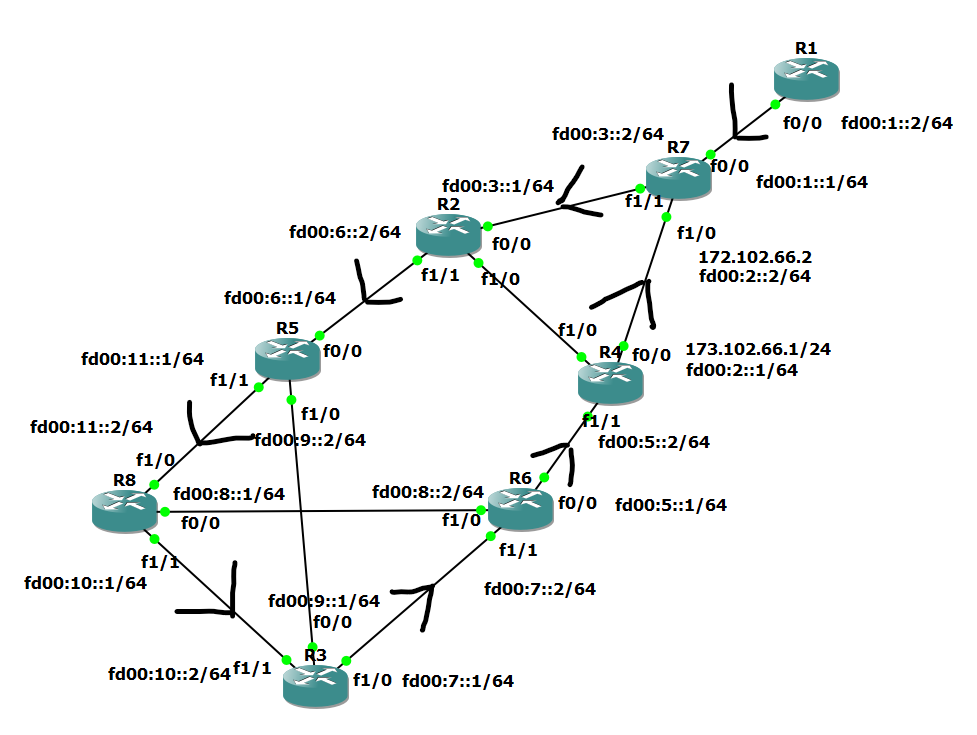 R1
f0/0 fd00:1::2/64
fd00:3::2/64
R7
f0/0
fd00:1::1/64
fd00:3::1/64
f1/1
R2
f1/0
fd00:6::2/64
f0/0
172.102.66.2
fd00:2::2/64
f1/1
f1/0
fd00:6::1/64
f1/0
R5
R4
f0/0
173.102.66.1/24
fd00:2::1/64
fd00:11::1/64
f0/0
f1/1
f1/0
f1/1
fd00:5::2/64
fd00:11::2/64
fd00:9::2/64
f1/0
R8
R6
fd00:8::1/64
fd00:8::2/64
f0/0
fd00:5::1/64
f0/0
f1/0
f1/1
f1/1
fd00:10::1/64
fd00:7::2/64
fd00:9::1/64
f0/0
R3
fd00:10::2/64
f1/1
f1/0
fd00:7::1/64